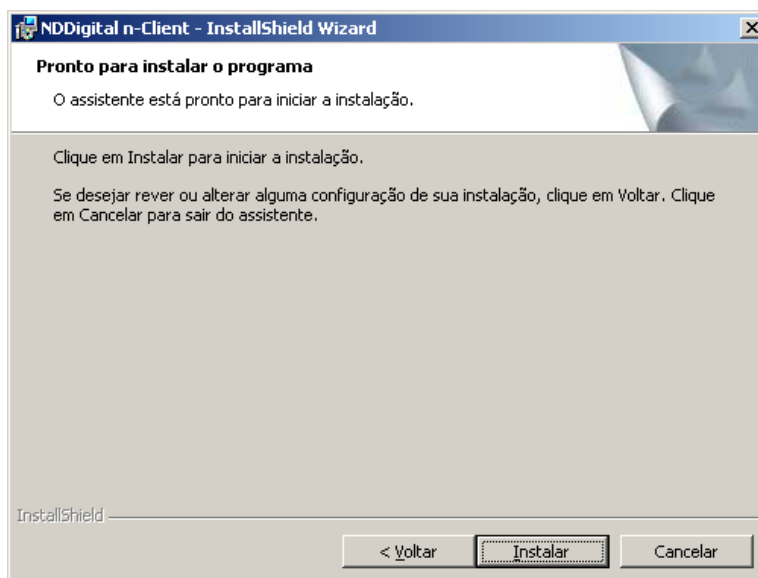 NDDigital n-Client - InstallShield Wizard
Pronto para instalar o programa
O assistente está pronto para iniciar a instalação.
Clique em Instalar para iniciar a instalação.
Se desejar rever ou alterar alguma configuração de sua instalação, clique em Voltar. Clique
em Cancelar para sair do assistente.
InstallShield
< Voltar Instalar Cancelar